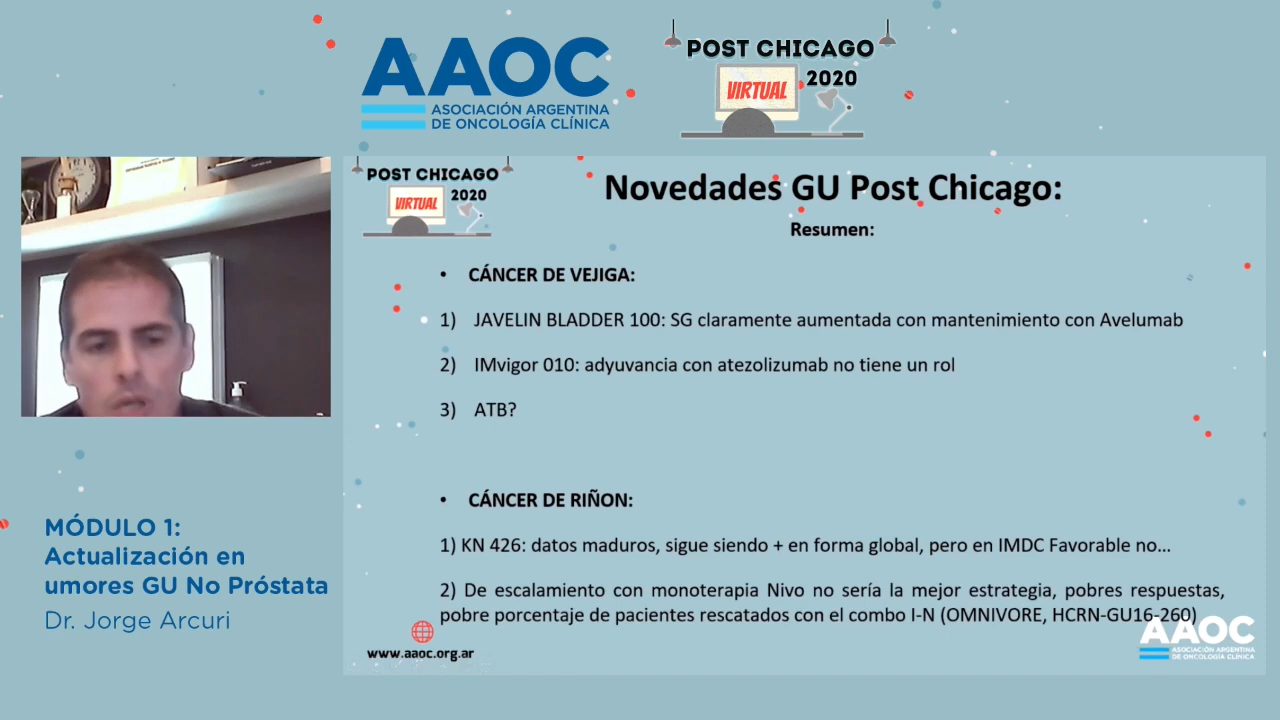 AAOC
ASOCIACIÓN ARGENTINA
DE ONCOLOGÍA CLÍNICA
POST CHICAGO
2020
VIRTUAL
POST CHICAGO
2020
VIRTUAL
Novedades GU Post Chicago:
Resumen:
• CÁNCER DE VEJIGA:
1) JAVELIN BLADDER 100: SG claramente aumentada con mantenimiento con Avelumab
2) IMvigor 010: adyuvancia con atezolizumab no tiene un rol
3) ATB?
• CÁNCER DE RIÑON:
1) KN 426: datos maduros, sigue siendo + en forma global, pero en IMDC Favorable no...
2) De escalamiento con monoterapia Nivo no sería la mejor estrategia, pobres respuestas,
pobre porcentaje de pacientes rescatados con el combo I-N (OMNIVORE, HCRN-GU16-260)
www.aaoc.org.ar
AAOC
ASOCIACIÓN ARGENTINA
DE ONCOLOGÍA CLÍNICA
MÓDULO 1:
Actualización en
umores GU No Próstata
Dr. Jorge Arcuri